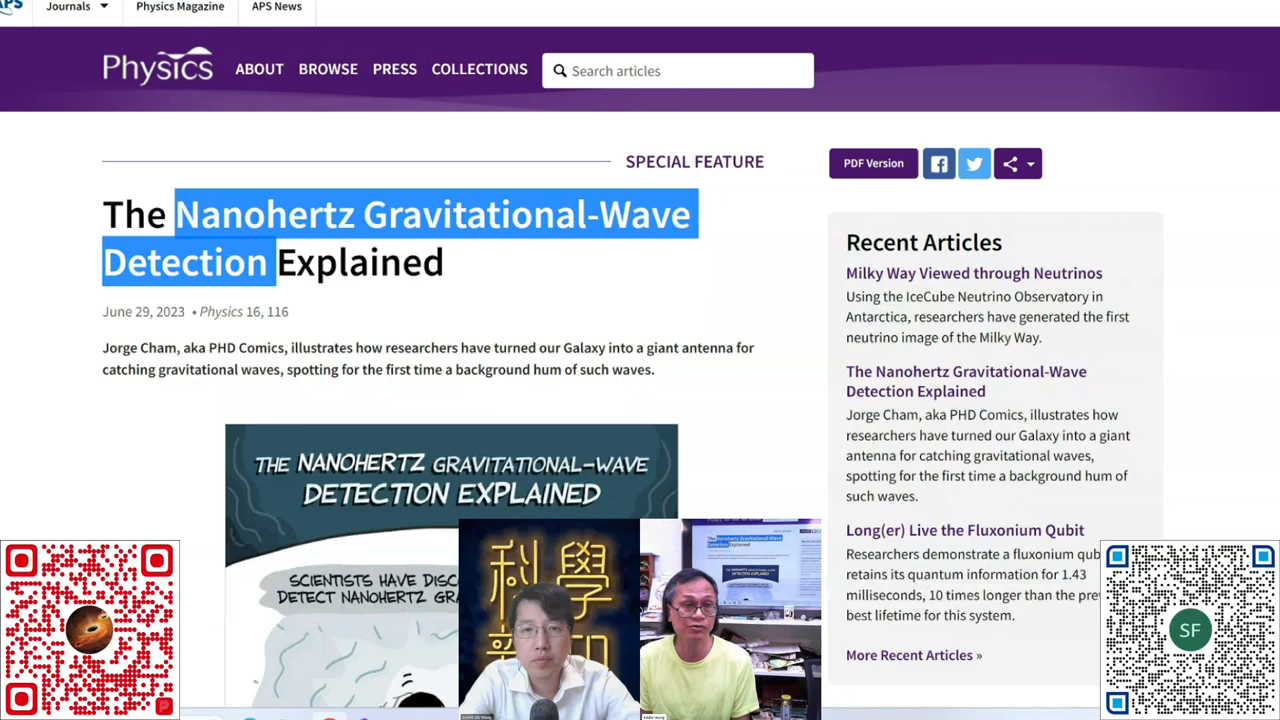 APS
Journals
Physics Magazine
APS News
Physics
ABOUT
BROWSE
PRESS
COLLECTIONS
Search articles
SPECIAL FEATURE
The Nanohertz Gravitational-Wave
Detection Explained
June 29, 2023 • Physics 16, 116
Jorge Cham, aka PHD Comics, illustrates how researchers have turned our Galaxy into a giant antenna for
catching gravitational waves, spotting for the first time a background hum of such waves.
THE NANOHERTZ GRAVITATIONAL-WAVE
DETECTION EXPLAINED
SCIENTISTS HAVE DISC
DETECT NANOHERTZ GRA
PDF Version
Recent Articles
Milky Way Viewed through Neutrinos
Using the IceCube Neutrino Observatory in
Antarctica, researchers have generated the first
neutrino image of the Milky Way.
The Nanohertz Gravitational-Wave
Detection Explained
Jorge Cham, aka PHD Comics, illustrates how
researchers have turned our Galaxy into a giant
antenna for catching gravitational waves,
spotting for the first time a background hum of
such waves.
Long(er) Live the Fluxonium Qubit
Researchers demonstrate a fluxonium qub
retains its quantum information for 1.43
milliseconds, 10 times longer than the pre
best lifetime for this system.
More Recent Articles »
科學
SF